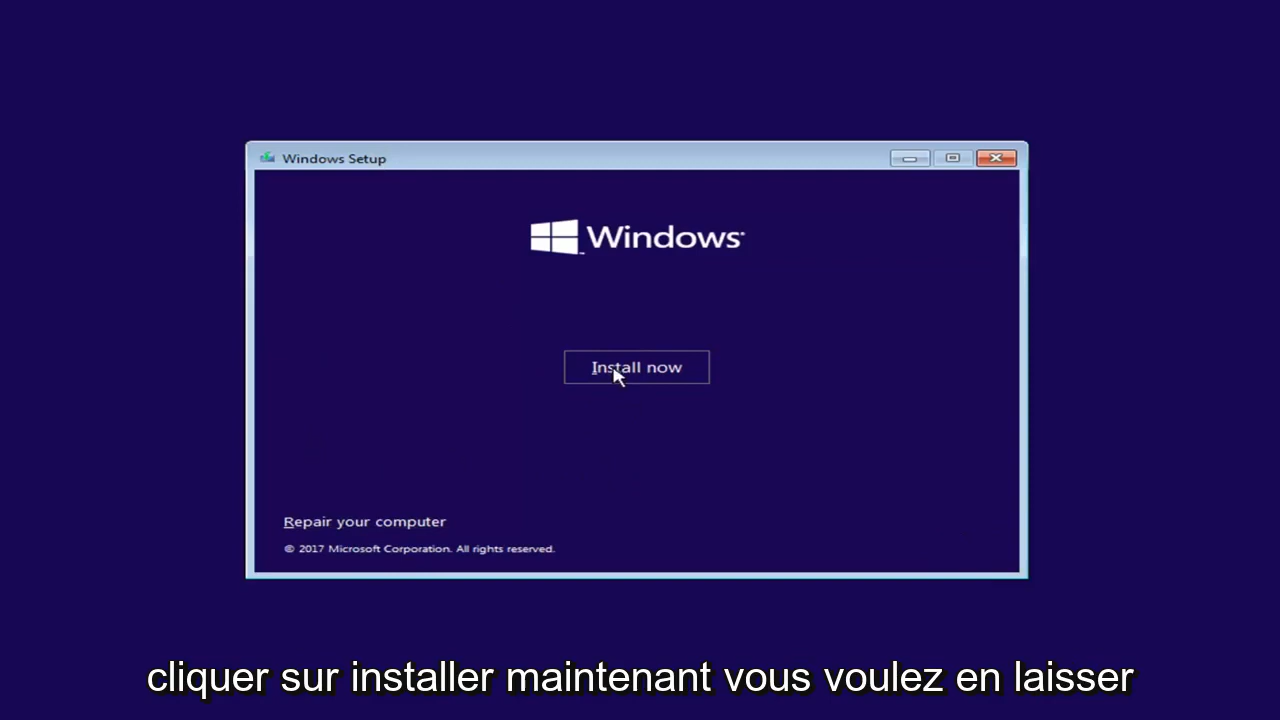 Windows Setup
Windows
Install now
Repair your computer
© 2017 Microsoft Corporation. All rights reserved.
cliquer sur installer maintenant vous voulez en laisser